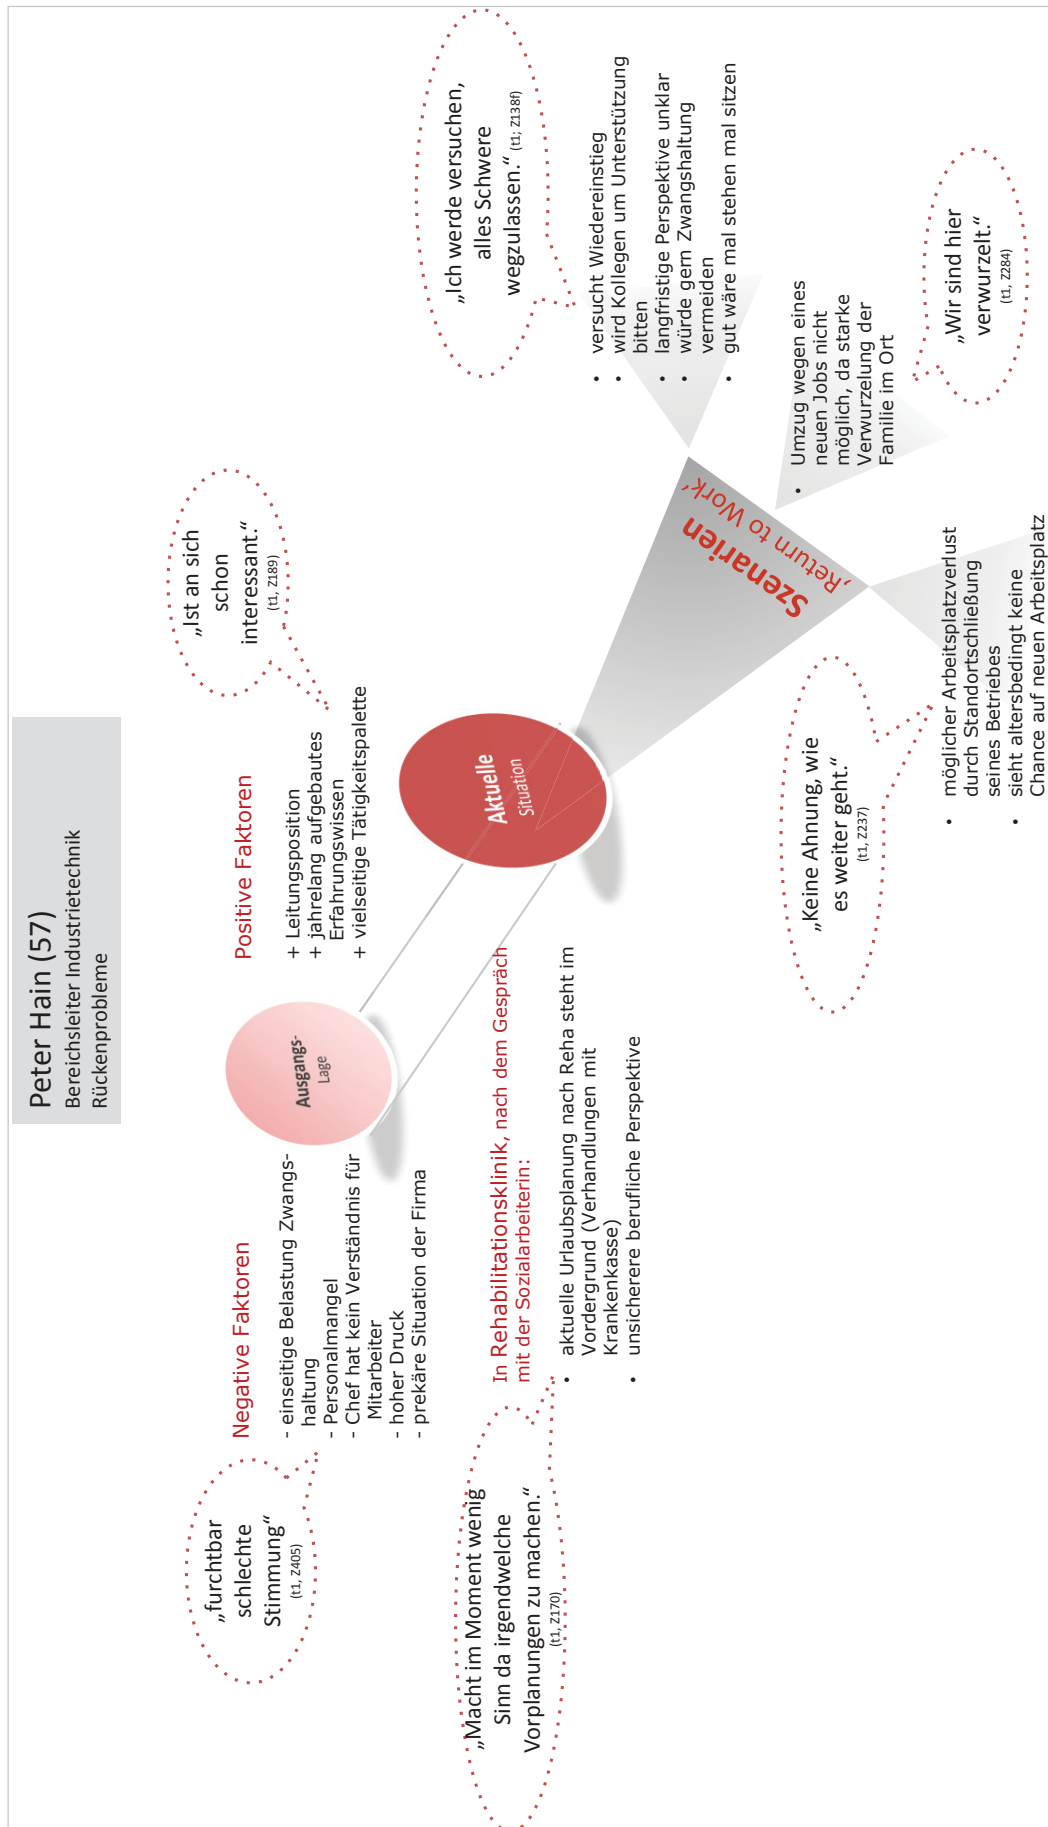 Peter Hain (57)
Bereichsleiter Industrietechnik
Rückenprobleme
„furchtbar
schlechte
Stimmung“
(t1, Z405)
Negative Faktoren
- einseitige Belastung Zwangs-
haltung
- Personalmangel
- Chef hat kein Verständnis für
Mitarbeiter
- hoher Druck
- prekäre Situation der Firma
Ausgangs-
Lage
Positive Faktoren
+ Leitungsposition
+ jahrelang aufgebautes
Erfahrungswissen
+ vielseitige Tätigkeitspalette
„Ist an sich
schon
interessant.“
(t1, Z189)
„Macht im Moment wenig
Sinn da irgendwelche
Vorplanungen zu machen.“
(t1, Z170)
In Rehabilitationsklinik, nach dem Gespräch
mit der Sozialarbeiterin:
• aktuelle Urlaubsplanung nach Reha steht im
Vordergrund (Verhandlungen mit
Krankenkasse)
• unsicherere berufliche Perspektive
Aktuelle
Situation
Szenarien
‚Return to Work‘
„Ich werde versuchen,
alles Schwere
wegzulassen.“ (t1; Z138f)
• versucht Wiedereinstieg
• wird Kollegen um Unterstützung
bitten
• langfristige Perspektive unklar
• würde gern Zwangshaltung
vermeiden
• gut wäre mal stehen mal sitzen
• Umzug wegen eines
neuen Jobs nicht
möglich, da starke
Verwurzelung der
Familie im Ort
„Wir sind hier
verwurzelt.“
(t1, Z284)
„Keine Ahnung, wie
es weiter geht.“
(t1, Z237)
• möglicher Arbeitsplatzverlust
durch Standortschließung
seines Betriebes
• sieht altersbedingt keine
Chance auf neuen Arbeitsplatz